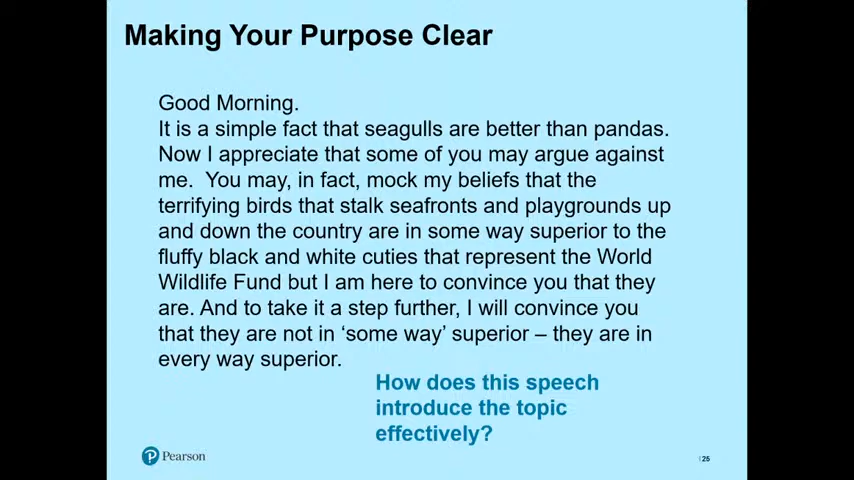 Making Your Purpose Clear
Good Morning.
It is a simple fact that seagulls are better than pandas.
Now I appreciate that some of you may argue against
me.  You may, in fact, mock my beliefs that the
terrifying birds that stalk seafronts and playgrounds up
and down the country are in some way superior to the
fluffy black and white cuties that represent the World
Wildlife Fund but I am here to convince you that they
are. And to take it a step further, I will convince you
that they are not in ‘some way’ superior – they are in
every way superior.
How does this speech
introduce the topic
effectively?
Pearson
25